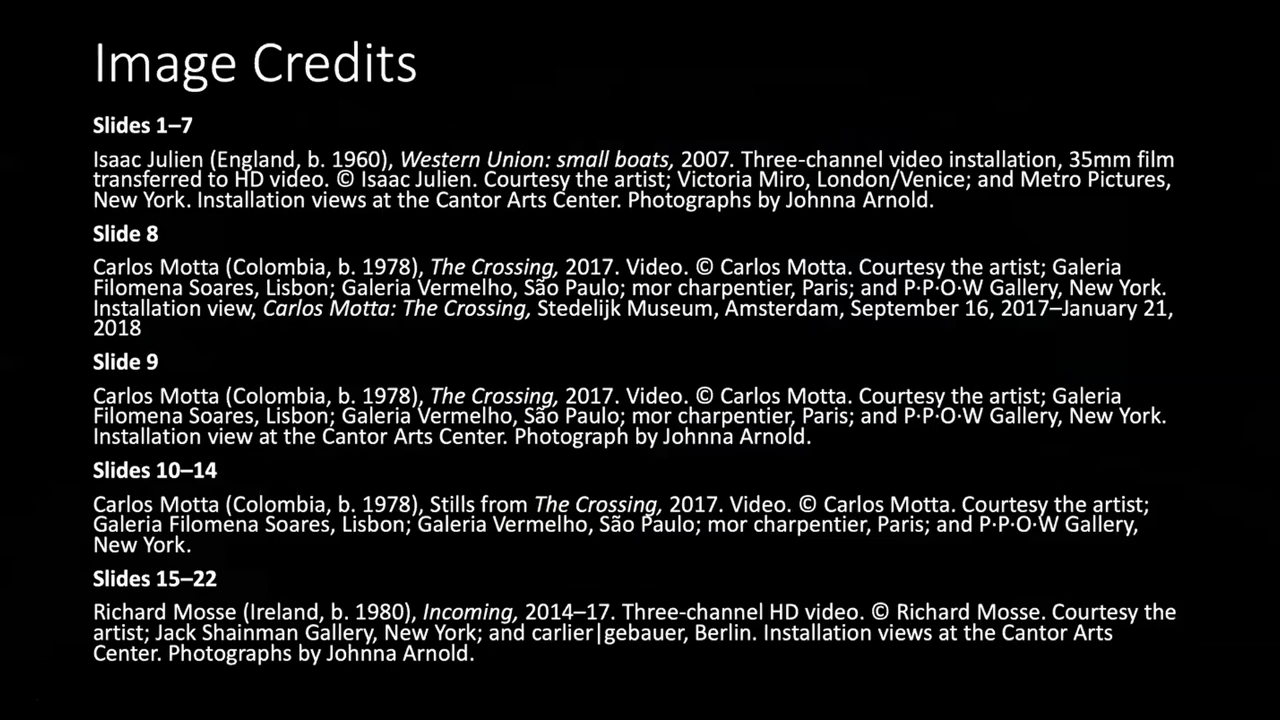 Image Credits
Slides 1–7
Isaac Julien (England, b. 1960), Western Union: small boats, 2007. Three-channel video installation, 35mm film
transferred to HD video. © Isaac Julien. Courtesy the artist; Victoria Miro, London/Venice; and Metro Pictures,
New York. Installation views at the Cantor Arts Center. Photographs by Johnna Arnold.
Slide 8
Carlos Motta (Colombia, b. 1978), The Crossing, 2017. Video. © Carlos Motta. Courtesy the artist; Galeria
Filomena Soares, Lisbon; Galeria Vermelho, São Paulo; mor charpentier, Paris; and P·P·O·W Gallery, New York.
Installation view, Carlos Motta: The Crossing, Stedelijk Museum, Amsterdam, September 16, 2017–January 21,
2018
Slide 9
Carlos Motta (Colombia, b. 1978), The Crossing, 2017. Video. © Carlos Motta. Courtesy the artist; Galeria
Filomena Soares, Lisbon; Galeria Vermelho, São Paulo; mor charpentier, Paris; and P·P·O·W Gallery, New York.
Installation view at the Cantor Arts Center. Photograph by Johnna Arnold.
Slides 10–14
Carlos Motta (Colombia, b. 1978), Stills from The Crossing, 2017. Video. © Carlos Motta. Courtesy the artist;
Galeria Filomena Soares, Lisbon; Galeria Vermelho, São Paulo; mor charpentier, Paris; and P·P·O·W Gallery,
New York.
Slides 15–22
Richard Mosse (Ireland, b. 1980), Incoming, 2014–17. Three-channel HD video. © Richard Mosse. Courtesy the
artist; Jack Shainman Gallery, New York; and carlier|gebauer, Berlin. Installation views at the Cantor Arts
Center. Photographs by Johnna Arnold.